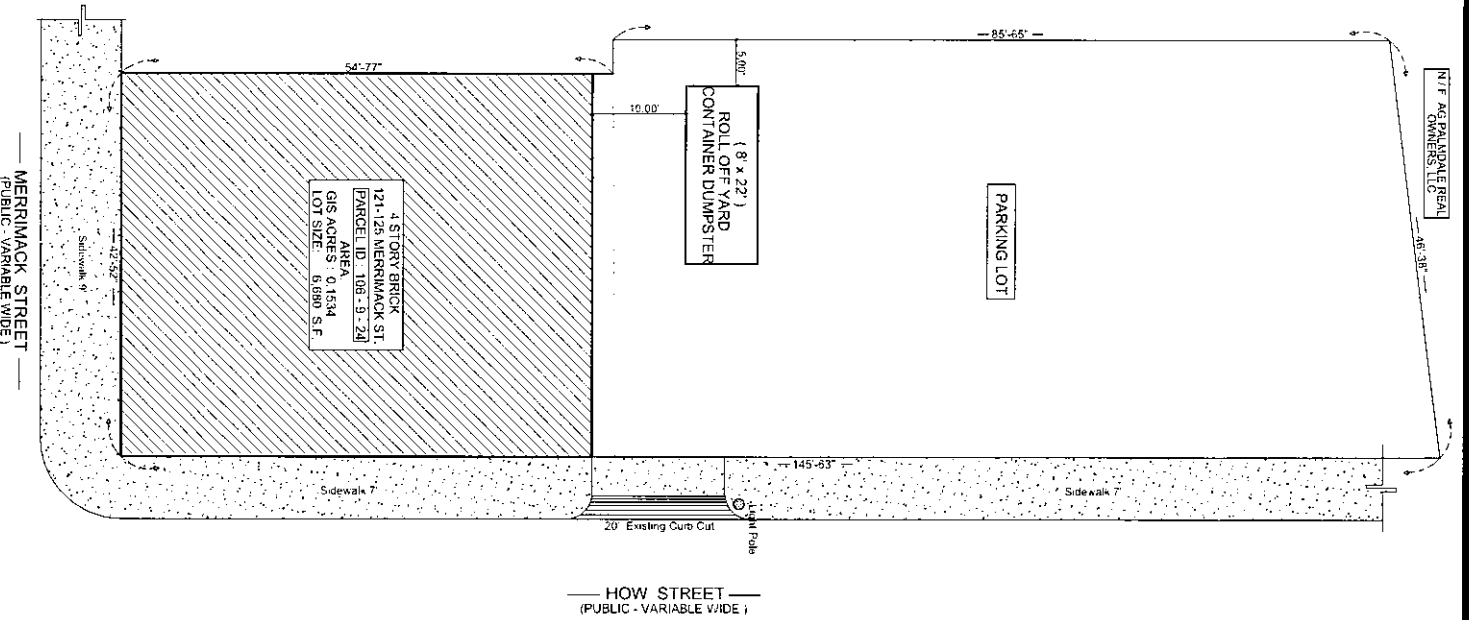 85'-65"
N / F AG PALMDALE REAL
OWNERS, LLC
54'-77"
5.00'
10.00'
( 8' x 22' )
ROLL OFF YARD
CONTAINER DUMPSTER
PARKING LOT
46'-38"
4 STORY BRICK
121-125 MERRIMACK ST.
PARCEL ID : 106 - 9 - 24
AREA
GIS ACRES : 0.1534
LOT SIZE : 6,680 S.F.
MERRIMACK STREET
(PUBLIC - VARIABLE WIDE )
Sidewalk 9'
42'-52"
145'-63"
Sidewalk 7'
Sidewalk 7'
20' Existing Curb Cut
Light Pole
HOW STREET
(PUBLIC - VARIABLE WIDE )